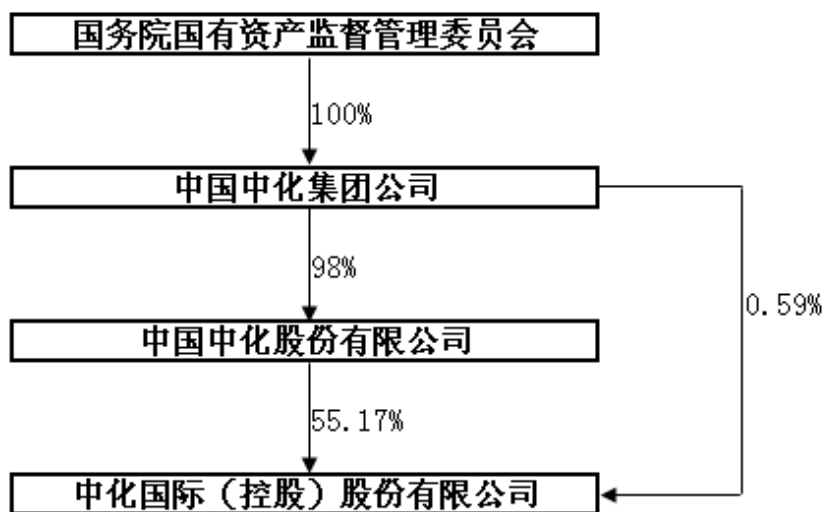 国务院国有资产监督管理委员会
100%
中国中化集团公司
98%
0.59%
中国中化股份有限公司
55.17%
中化国际（控股）股份有限公司